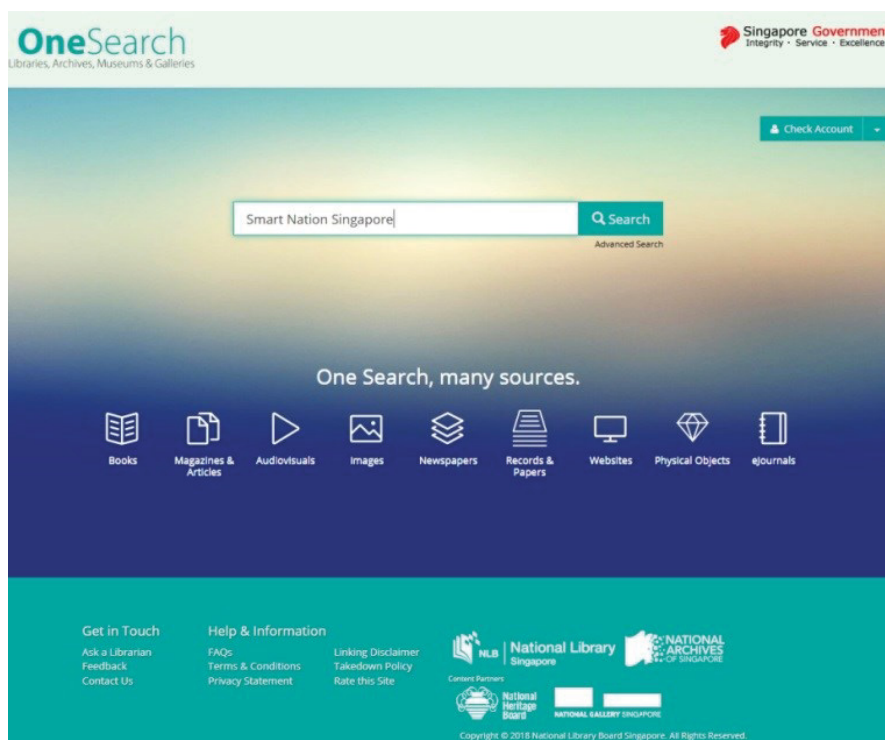 OneSearch
Libraries, Archives, Museums & Galleries
Singapore Governmen
Integrity · Service · Excellence
Check Account
Smart Nation Singapore
Search
Advanced Search
One Search, many sources.
Books
Magazines &
Articles
Audiovisuals
Images
Newspapers
Records &
Papers
Websites
Physical Objects
eJournals
Get in Touch
Ask a Librarian
Feedback
Contact Us
Help & Information
FAQs
Terms & Conditions
Privacy Statement
Linking Disclaimer
Takedown Policy
Rate this Site
NLB
National Library
Singapore
NATIONAL
ARCHIVES
OF SINGAPORE
Content Partners
National
Heritage
Board
NATIONAL GALLERY SINGAPORE
Copyright © 2018 National Library Board Singapore. All Rights Reserved.